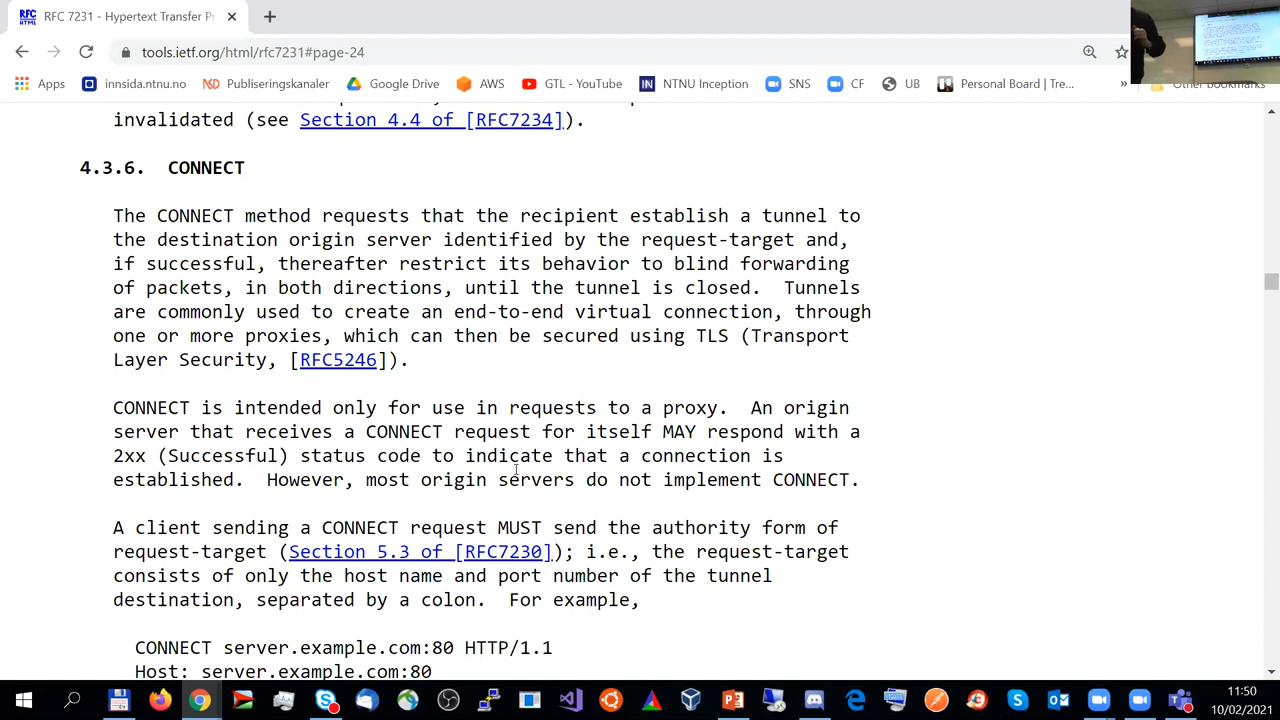 RFC HTML RFC 7231 - Hypertext Transfer Pr
tools.ietf.org/html/rfc7231#page-24
Apps innsida.ntnu.no Publiseringskanaler Google Drive AWS GTL - YouTube NTNU Inception SNS CF UB Personal Board | Tre... » Other bookmarks
invalidated (see Section 4.4 of [RFC7234]).
4.3.6. CONNECT
The CONNECT method requests that the recipient establish a tunnel to
the destination origin server identified by the request-target and,
if successful, thereafter restrict its behavior to blind forwarding
of packets, in both directions, until the tunnel is closed. Tunnels
are commonly used to create an end-to-end virtual connection, through
one or more proxies, which can then be secured using TLS (Transport
Layer Security, [RFC5246]).
CONNECT is intended only for use in requests to a proxy. An origin
server that receives a CONNECT request for itself MAY respond with a
2xx (Successful) status code to indicate that a connection is
established. However, most origin servers do not implement CONNECT.
A client sending a CONNECT request MUST send the authority form of
request-target (Section 5.3 of [RFC7230]); i.e., the request-target
consists of only the host name and port number of the tunnel
destination, separated by a colon. For example,
CONNECT server.example.com:80 HTTP/1.1
Host: server.example.com:80
11:50
10/02/2021